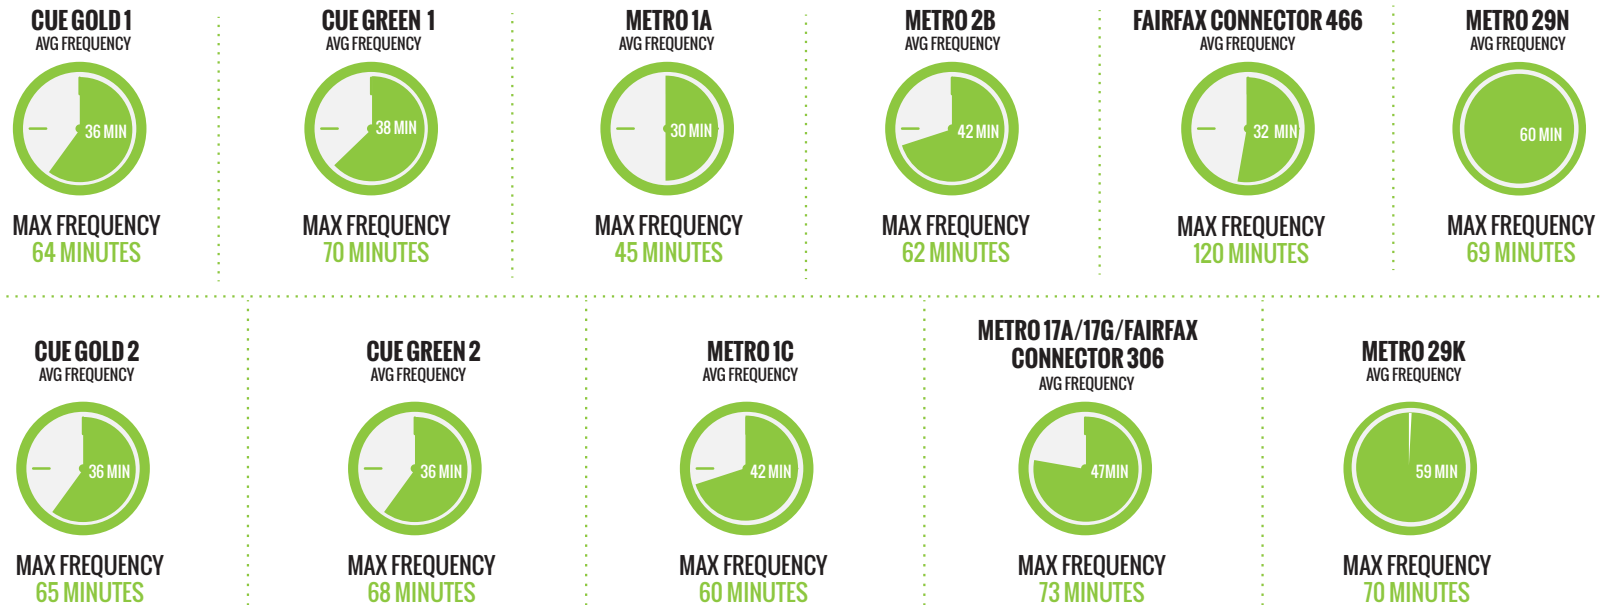 CUE GOLD 1
AVG FREQUENCY
36 MIN
MAX FREQUENCY
64 MINUTES
CUE GREEN 1
AVG FREQUENCY
38 MIN
MAX FREQUENCY
70 MINUTES
METRO 1A
AVG FREQUENCY
30 MIN
MAX FREQUENCY
45 MINUTES
METRO 2B
AVG FREQUENCY
42 MIN
MAX FREQUENCY
62 MINUTES
FAIRFAX CONNECTOR 466
AVG FREQUENCY
32 MIN
MAX FREQUENCY
120 MINUTES
METRO 29N
AVG FREQUENCY
60 MIN
MAX FREQUENCY
69 MINUTES
CUE GOLD 2
AVG FREQUENCY
36 MIN
MAX FREQUENCY
65 MINUTES
CUE GREEN 2
AVG FREQUENCY
36 MIN
MAX FREQUENCY
68 MINUTES
METRO 1C
AVG FREQUENCY
42 MIN
MAX FREQUENCY
60 MINUTES
METRO 17A/17G/FAIRFAX
CONNECTOR 306
AVG FREQUENCY
47MIN
MAX FREQUENCY
73 MINUTES
METRO 29K
AVG FREQUENCY
59 MIN
MAX FREQUENCY
70 MINUTES